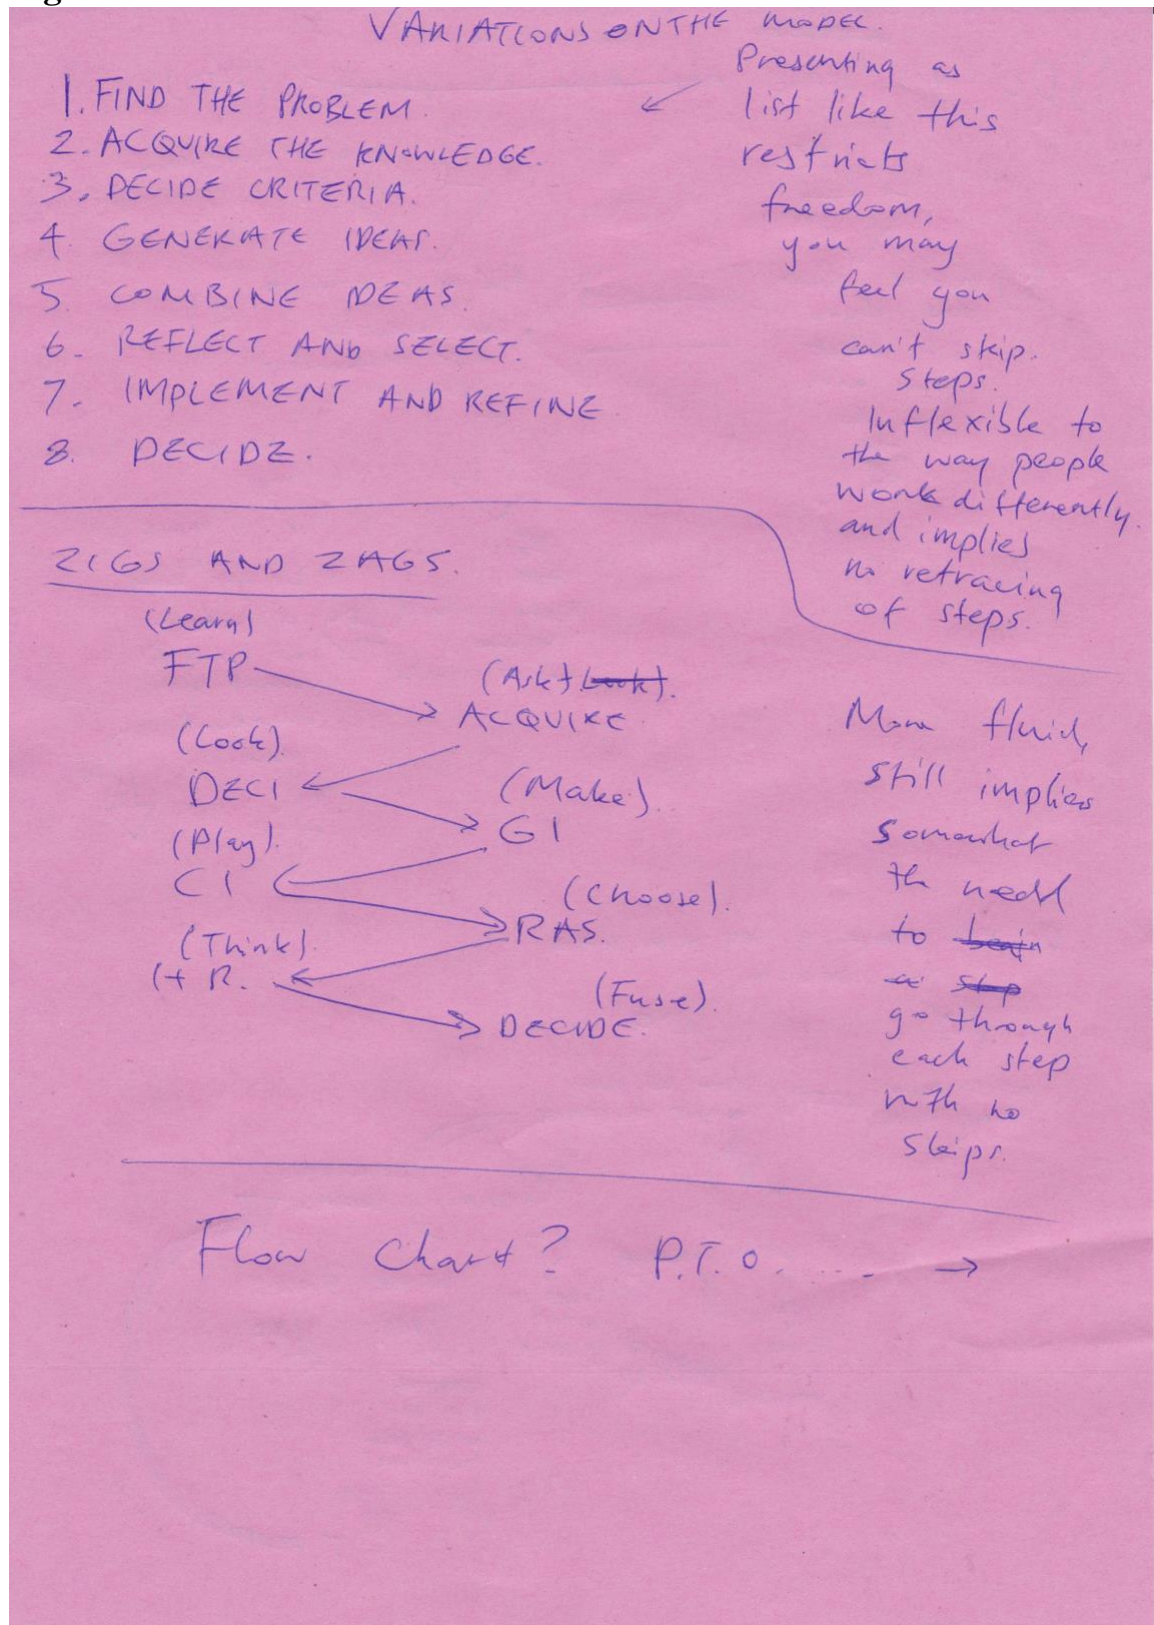 VARIATIONS ON THE MODEL.
1. FIND THE PROBLEM.
2. ACQUIRE THE KNOWLEDGE.
3. DECIDE CRITERIA.
4. GENERATE IDEAS.
5. COMBINE IDEAS.
6. REFLECT AND SELECT.
7. IMPLEMENT AND REFINE
8. DECIDE.
Presenting as
list like this
restricts
freedom,
you may
feel you
can't skip.
steps.
Inflexible to
the way people
work differently.
and implies
no retracing
of steps.
ZIGS AND ZAGS.
(Learn)
FTP
(Ask)
ACQUIRE
(Look).
DECI
(Make).
GI
(Play).
CI
(Choose).
RAS.
(Think)
I+R.
(Fuse).
DECIDE.
More fluid,
still implies
somewhat
the need
to
go through
each step
with no
skips.
Flow Chart? P.T.O. .... →